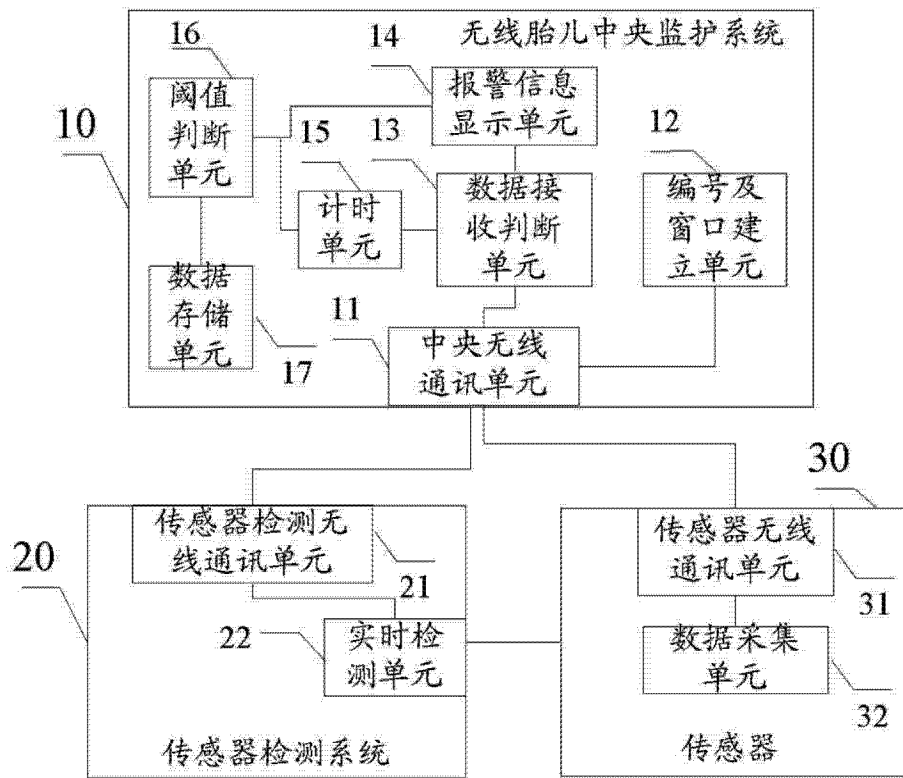 无线胎儿中央监护系统
16
阈值
判断
单元
14
报警信息
显示单元
10
15
13
12
计时
单元
数据接
收判断
单元
编号及
窗口建
立单元
数据
存储
单元
17
11
中央无线
通讯单元
30
传感器检测无
线通讯单元
传感器无线
通讯单元
20
21
31
22
实时检
测单元
数据采集
单元
32
传感器检测系统
传感器